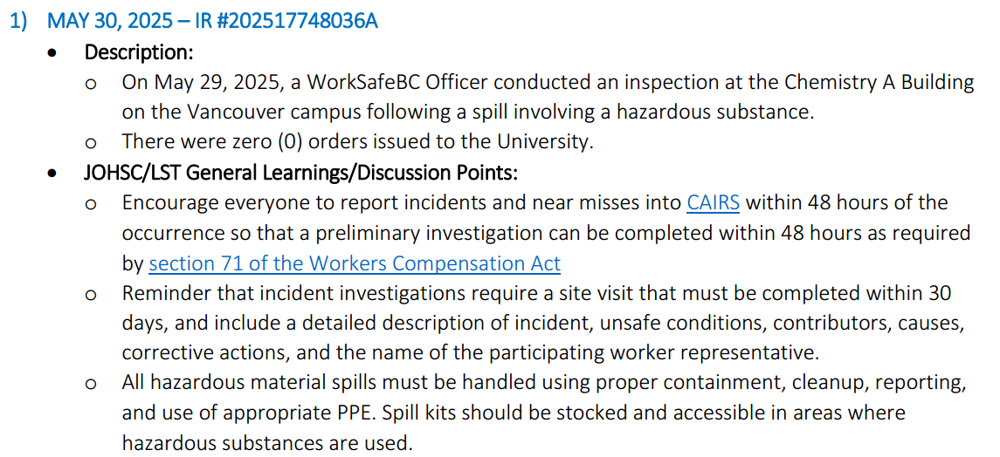 1) MAY 30, 2025 – IR #202517748036A
• Description:
o On May 29, 2025, a WorkSafeBC Officer conducted an inspection at the Chemistry A Building
on the Vancouver campus following a spill involving a hazardous substance.
o There were zero (0) orders issued to the University.
• JOHSC/LST General Learnings/Discussion Points:
o Encourage everyone to report incidents and near misses into CAIRS within 48 hours of the
occurrence so that a preliminary investigation can be completed within 48 hours as required
by section 71 of the Workers Compensation Act
o Reminder that incident investigations require a site visit that must be completed within 30
days, and include a detailed description of incident, unsafe conditions, contributors, causes,
corrective actions, and the name of the participating worker representative.
o All hazardous material spills must be handled using proper containment, cleanup, reporting,
and use of appropriate PPE. Spill kits should be stocked and accessible in areas where
hazardous substances are used.